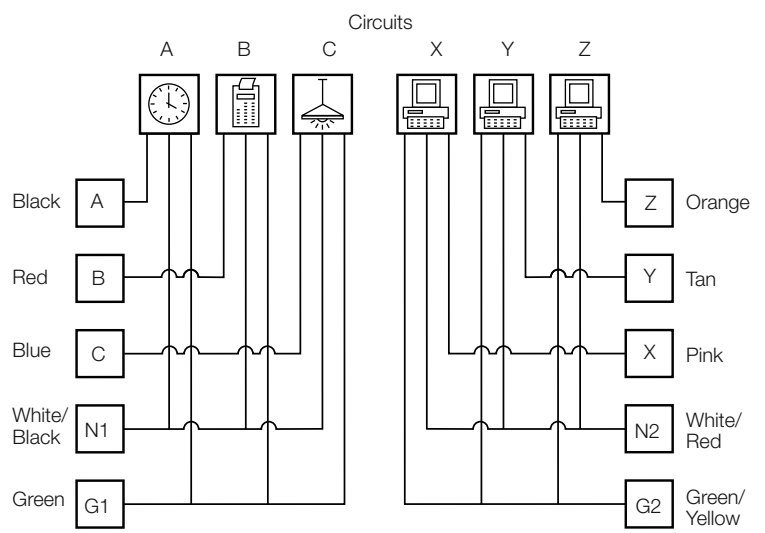 Circuits
A B C X Y Z
Black A Z Orange
Red B Y Tan
Blue C X Pink
White/
Black N1 N2 White/
Red
Green G1 G2 Green/
Yellow